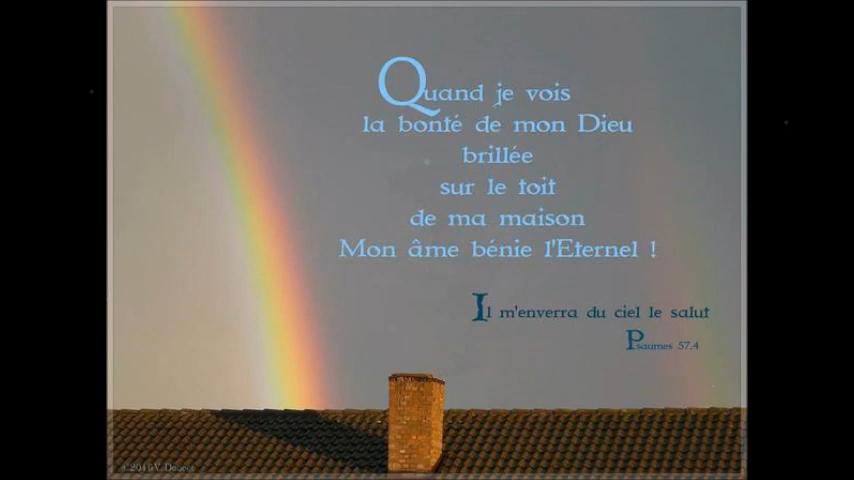 Quand je vois
la bonté de mon Dieu
brillée
sur le toit
de ma maison
Mon âme bénie l'Eternel !
Il m'enverra du ciel le salut
Psaumes 57.4